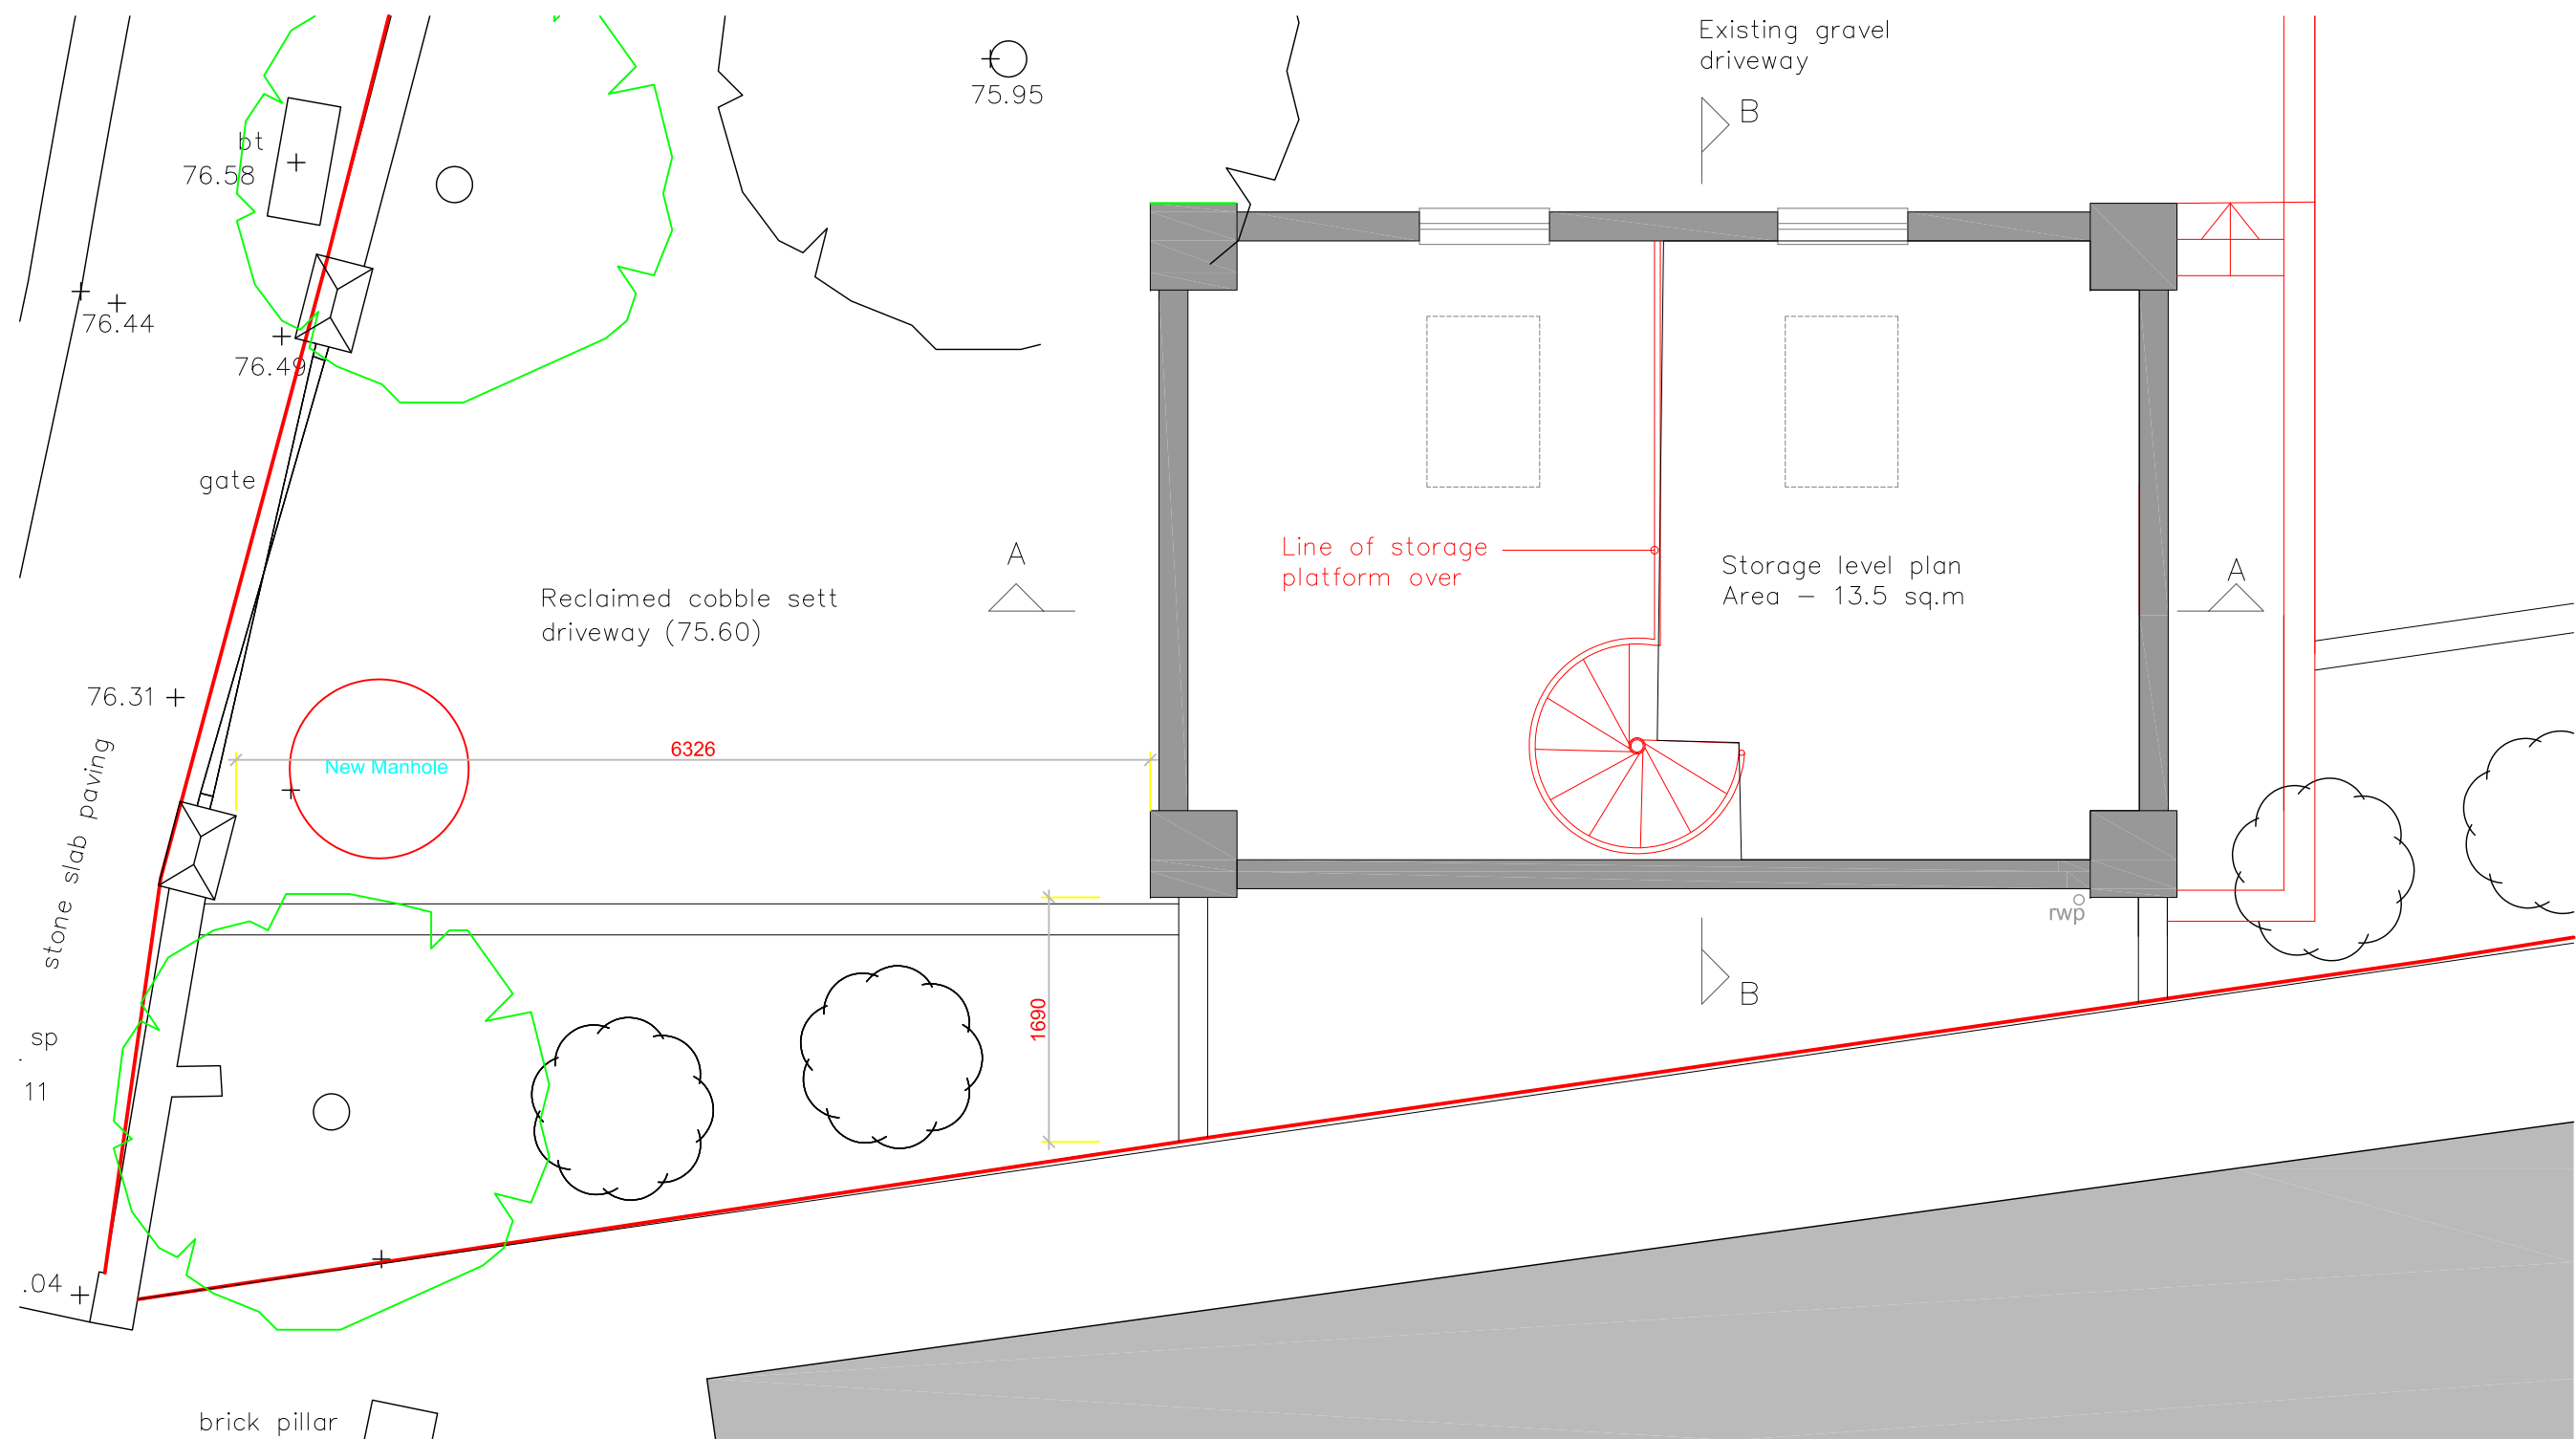 Existing gravel
driveway
B
75.95
bt
76.58
76.44
76.49
gate
A
Line of storage
platform over
Storage level plan
Area – 13.5 sq.m
A
Reclaimed cobble sett
driveway (75.60)
76.31
6326
New Manhole
stone slab paving
rwp
B
1690
sp
11
.04
brick pillar